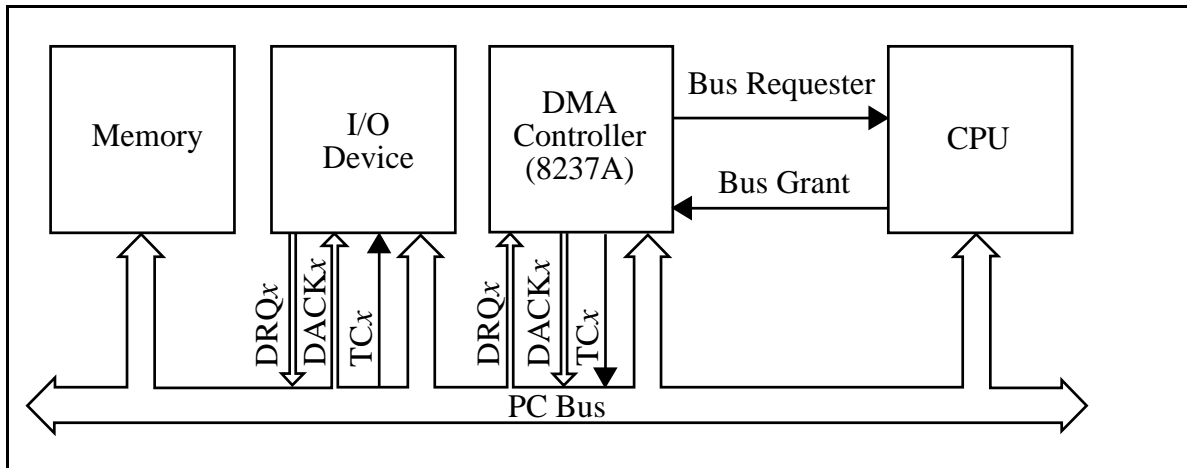 Memory
I/O
Device
DMA
Controller
(8237A)
Bus Requester
Bus Grant
CPU
DRQx
DACKx
TCx
DRQx
DACKx
TCx
PC Bus